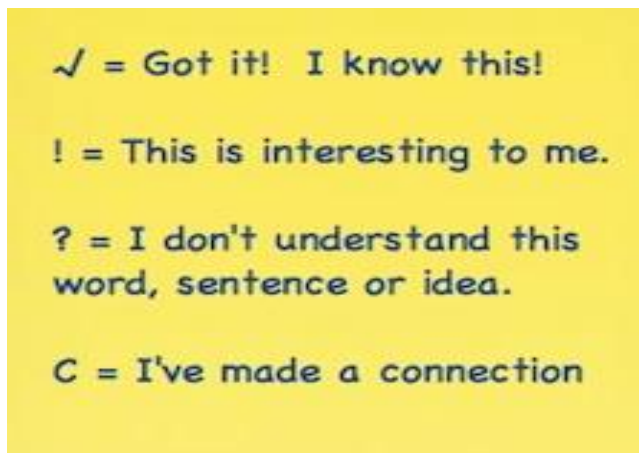 √ = Got it! I know this!
! = This is interesting to me.
? = I don't understand this
word, sentence or idea.
C = I've made a connection